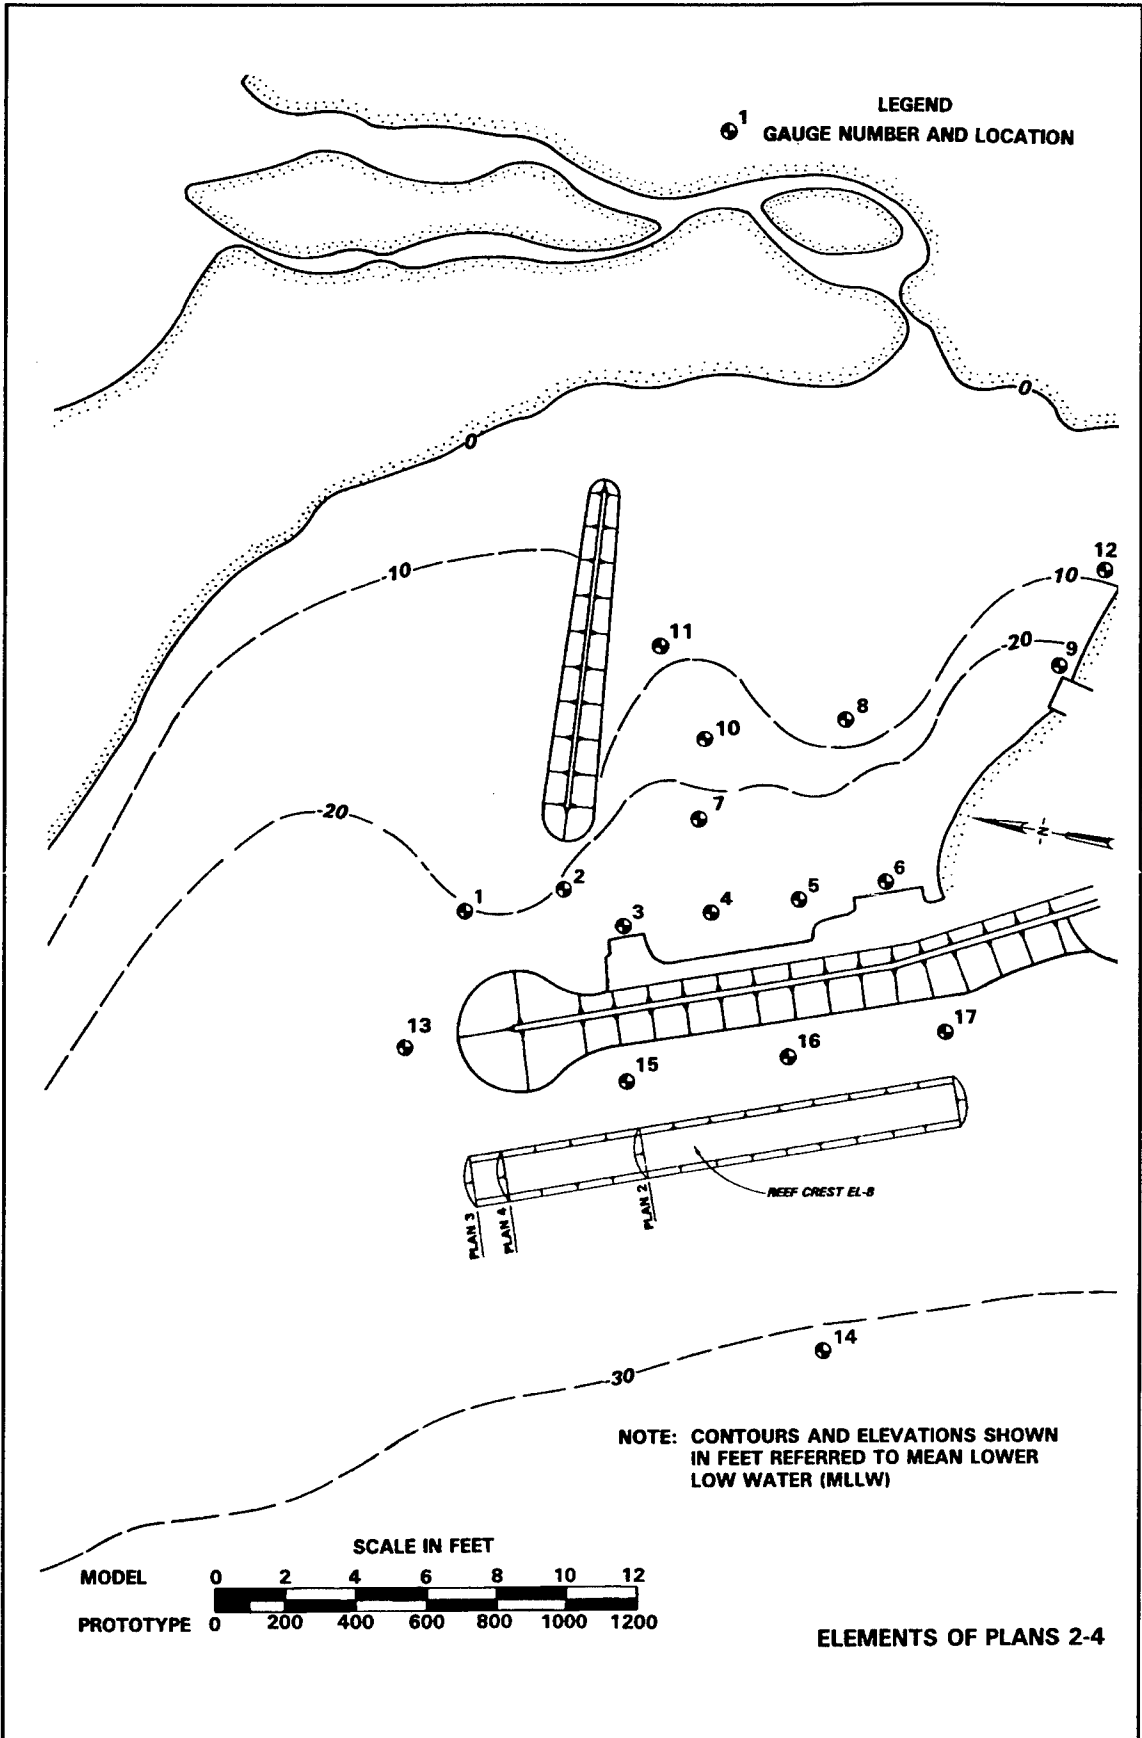 LEGEND
1
GAUGE NUMBER AND LOCATION
0
0
-10
12
-10
11
-20
9
8
10
-20
7
N
6
2
5
1
4
3
17
13
16
15
REEF CREST EL-8
PLAN 3
PLAN 4
PLAN 2
14
-30
NOTE: CONTOURS AND ELEVATIONS SHOWN
IN FEET REFERRED TO MEAN LOWER
LOW WATER (MLLW)
SCALE IN FEET
MODEL 0 2 4 6 8 10 12
PROTOTYPE 0 200 400 600 800 1000 1200
ELEMENTS OF PLANS 2-4